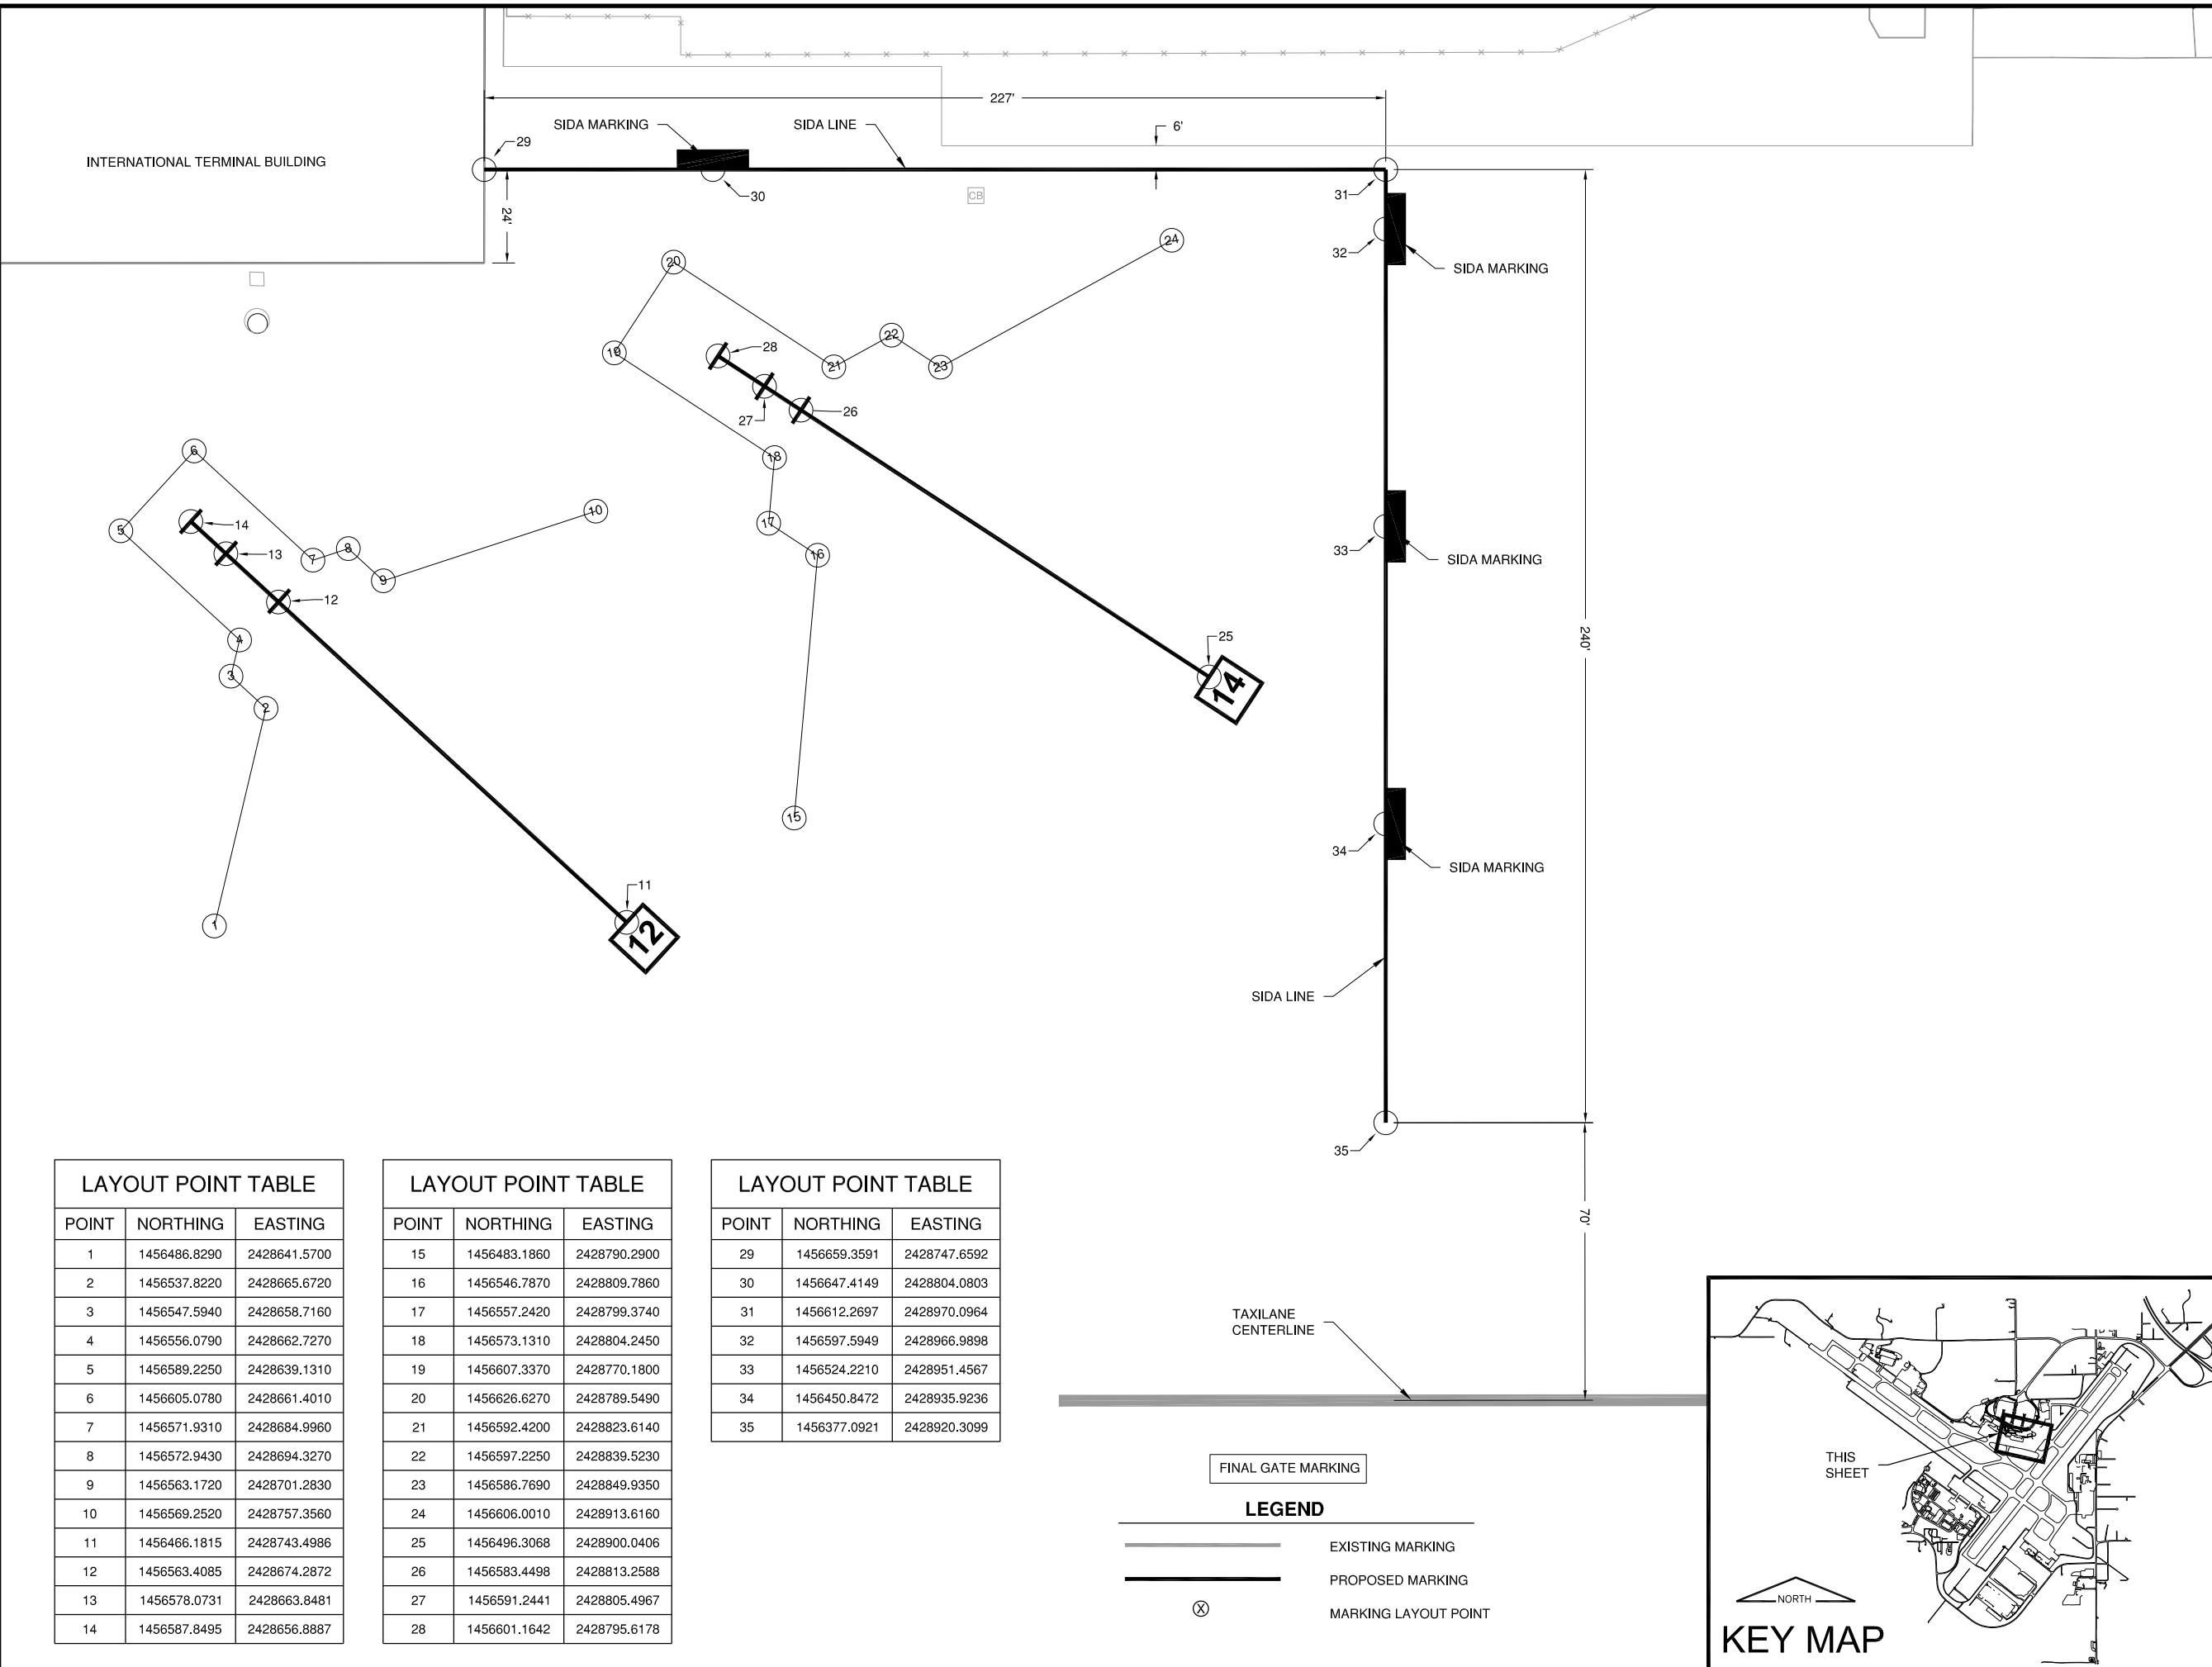 227'
SIDA MARKING
SIDA LINE
6'
29
INTERNATIONAL TERMINAL BUILDING
30
CB
31
24'
32
SIDA MARKING
24
20
22
21
23
19
28
27
26
18
17
16
33
SIDA MARKING
6
5
14
13
10
7
8
9
12
4
3
2
240'
25
14
15
34
SIDA MARKING
11
12
1
SIDA LINE
35
70'
LAYOUT POINT TABLE
POINT NORTHING EASTING
1 1456486.8290 2428641.5700
2 1456537.8220 2428665.6720
3 1456547.5940 2428658.7160
4 1456556.0790 2428662.7270
5 1456589.2250 2428639.1310
6 1456605.0780 2428661.4010
7 1456571.9310 2428684.9960
8 1456572.9430 2428694.3270
9 1456563.1720 2428701.2830
10 1456569.2520 2428757.3560
11 1456466.1815 2428743.4986
12 1456563.4085 2428674.2872
13 1456578.0731 2428663.8481
14 1456587.8495 2428656.8887
LAYOUT POINT TABLE
POINT NORTHING EASTING
15 1456483.1860 2428790.2900
16 1456546.7870 2428809.7860
17 1456557.2420 2428799.3740
18 1456573.1310 2428804.2450
19 1456607.3370 2428770.1800
20 1456626.6270 2428789.5490
21 1456592.4200 2428823.6140
22 1456597.2250 2428839.5230
23 1456586.7690 2428849.9350
24 1456606.0010 2428913.6160
25 1456496.3068 2428900.0406
26 1456583.4498 2428813.2588
27 1456591.2441 2428805.4967
28 1456601.1642 2428795.6178
LAYOUT POINT TABLE
POINT NORTHING EASTING
29 1456659.3591 2428747.6592
30 1456647.4149 2428804.0803
31 1456612.2697 2428970.0964
32 1456597.5949 2428966.9898
33 1456524.2210 2428951.4567
34 1456450.8472 2428935.9236
35 1456377.0921 2428920.3099
TAXILANE
CENTERLINE
FINAL GATE MARKING
LEGEND
EXISTING MARKING
PROPOSED MARKING
X MARKING LAYOUT POINT
THIS
SHEET
NORTH
KEY MAP